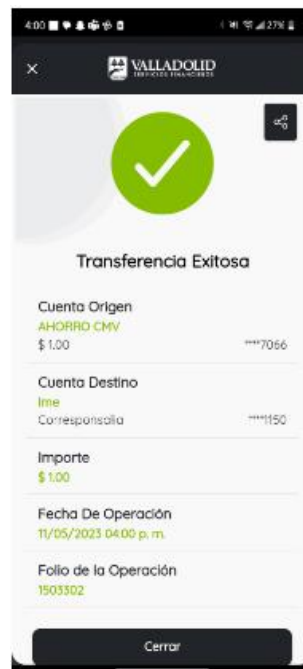 4:00
27%
VALLADOLID
SERVICIOS FINANCIEROS
Transferencia Exitosa
Cuenta Origen
AHORRO CMV
$ 1.00 ****7066
Cuenta Destino
Ime
Corresponsalia ****1150
Importe
$ 1.00
Fecha De Operación
11/05/2023 04:00 p. m.
Folio de la Operación
1503302
Cerrar